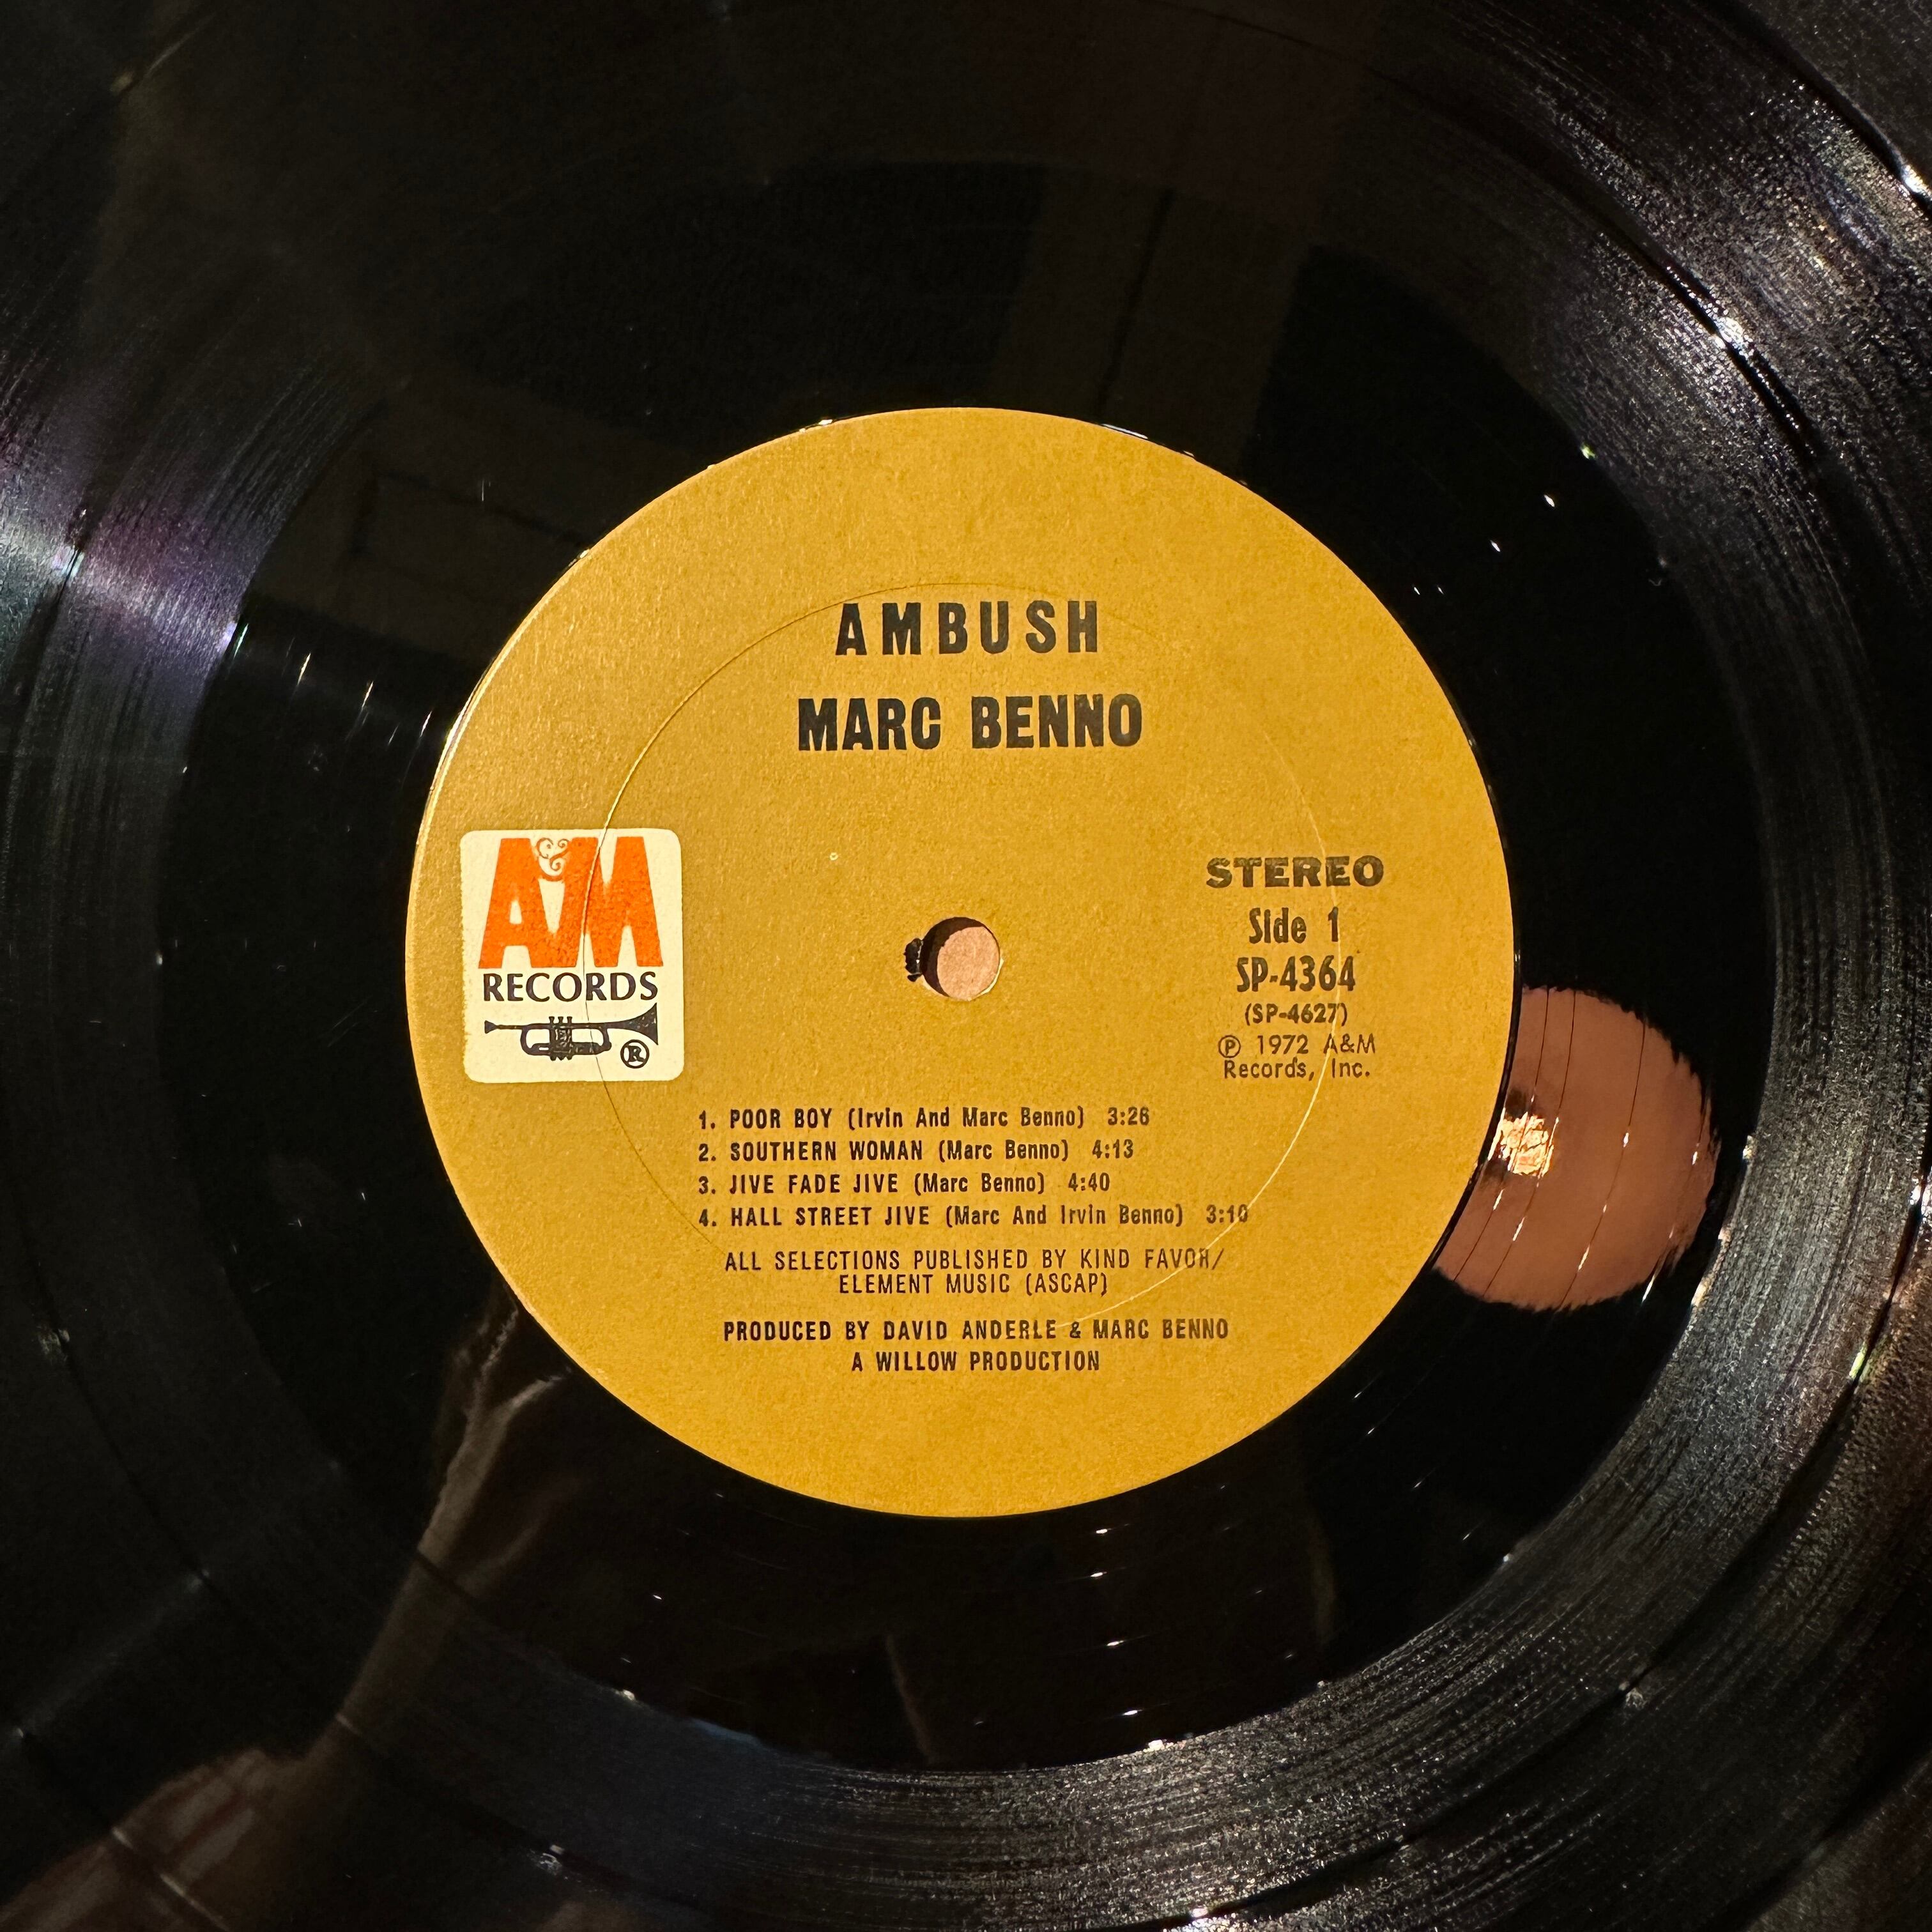 AMBUSH
MARC BENNO
A&M
RECORDS
®
STEREO
Side 1
SP-4364
(SP-4627)
℗ 1972 A&M
Records, Inc.
1. POOR BOY (Irvin And Marc Benno) 3:26
2. SOUTHERN WOMAN (Marc Benno) 4:13
3. JIVE FADE JIVE (Marc Benno) 4:40
4. HALL STREET JIVE (Marc And Irvin Benno) 3:10
ALL SELECTIONS PUBLISHED BY KIND FAVOR/
ELEMENT MUSIC (ASCAP)
PRODUCED BY DAVID ANDERLE & MARC BENNO
A WILLOW PRODUCTION